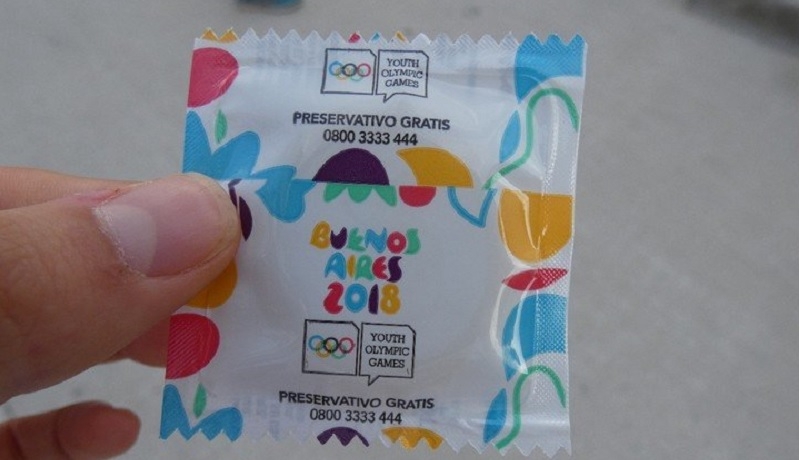 YOUTH
OLYMPIC
GAMES
PRESERVATIVO GRATIS
0800 3333 444
BUENOS
AIRES
2018
YOUTH
OLYMPIC
GAMES
PRESERVATIVO GRATIS
0800 3333 444